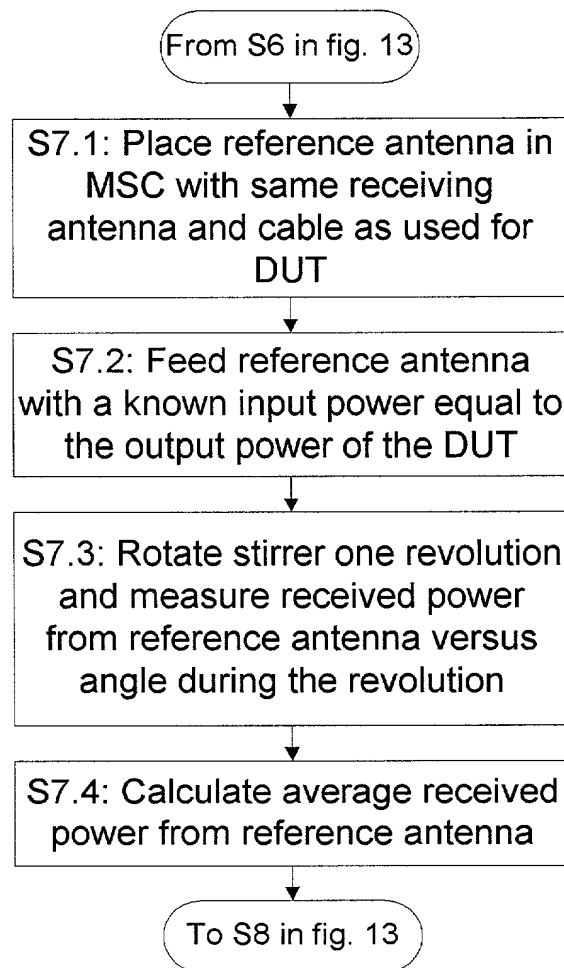 From S6 in fig. 13
S7.1: Place reference antenna in
MSC with same receiving
antenna and cable as used for
DUT
S7.2: Feed reference antenna
with a known input power equal to
the output power of the DUT
S7.3: Rotate stirrer one revolution
and measure received power
from reference antenna versus
angle during the revolution
S7.4: Calculate average received
power from reference antenna
To S8 in fig. 13